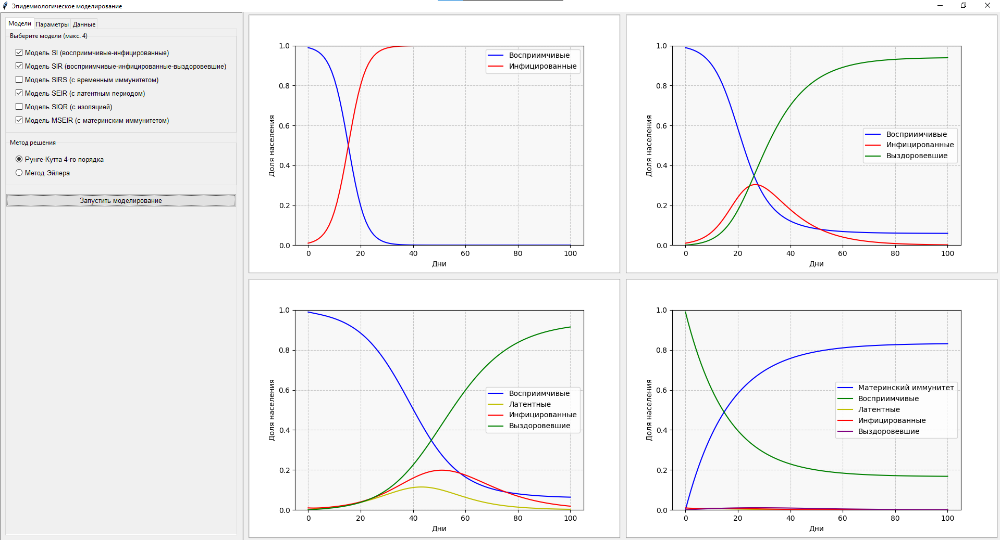 Эпидемиологическое моделирование
Модели Параметры Данные
Выберите модели (макс. 4)
Модель SI (восприимчивые-инфицированные)
Модель SIR (восприимчивые-инфицированные-выздоровевшие)
Модель SIRS (с временным иммунитетом)
Модель SEIR (с латентным периодом)
Модель SIQR (с изоляцией)
Модель MSEIR (с материнским иммунитетом)
Метод решения
Рунге-Кутта 4-го порядка
Метод Эйлера
Запустить моделирование
1.0
0.8
0.6
0.4
0.2
0.0
Доля населения
Восприимчивые
Инфицированные
0 20 40 60 80 100
Дни
1.0
0.8
0.6
0.4
0.2
0.0
Доля населения
Восприимчивые
Инфицированные
Выздоровевшие
0 20 40 60 80 100
Дни
1.0
0.8
0.6
0.4
0.2
0.0
Доля населения
Восприимчивые
Латентные
Инфицированные
Выздоровевшие
0 20 40 60 80 100
Дни
1.0
0.8
0.6
0.4
0.2
0.0
Доля населения
Материнский иммунитет
Восприимчивые
Латентные
Инфицированные
Выздоровевшие
0 20 40 60 80 100
Дни